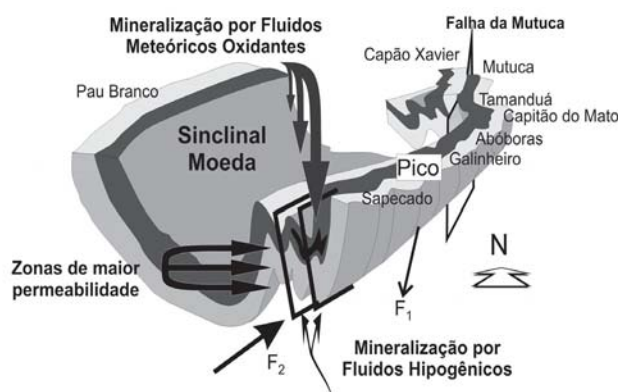 Falha da Mutuca
Mineralização por Fluidos
Meteóricos Oxidantes
Capão Xavier
Mutuca
Pau Branco
Tamanduá
Capitão do Mato
Sinclinal
Moeda
Abóboras
Galinheiro
Pico
Sapecado
Zonas de maior
permeabilidade
N
F1
F2
Mineralização por
Fluidos Hipogênicos